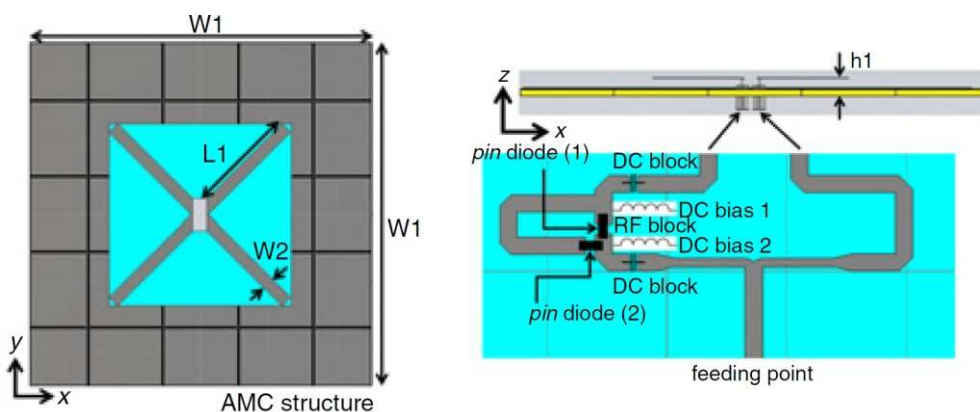 W1
L1
W2
W1
y
x
AMC structure
h1
z
x
pin diode (1)
DC block
DC bias 1
RF block
DC bias 2
DC block
pin diode (2)
feeding point